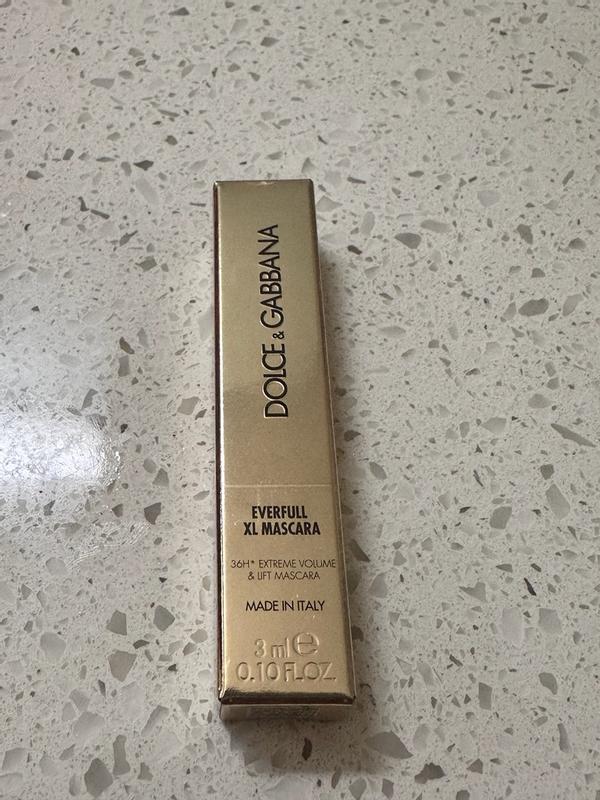 DOLCE & GABBANA
EVERFULL
XL MASCARA
36H* EXTREME VOLUME
& LIFT MASCARA
MADE IN ITALY
3 ml ℮
0.10 FL.OZ.